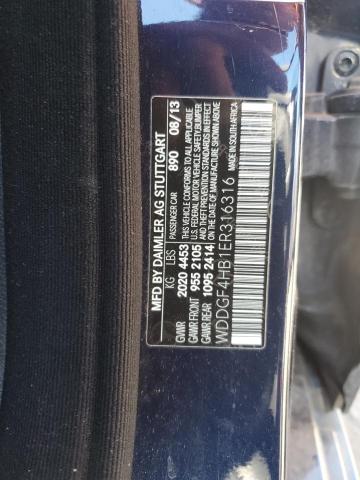 MFD BY DAIMLER AG STUTTGART
KG LBS PASSENGER CAR 890 08/13
GVWR 2020 4453 THIS VEHICLE CONFORMS TO ALL APPLICABLE
GAWR FRONT 955 2105 U.S. FEDERAL MOTOR VEHICLE SAFETY/BUMPER/
GAWR REAR 1095 2414 AND THEFT PREVENTION STANDARDS IN EFFECT
ON THE DATE OF MANUFACTURE SHOWN ABOVE.
WDDGF4HB1ER316316 MADE IN SOUTH AFRICA